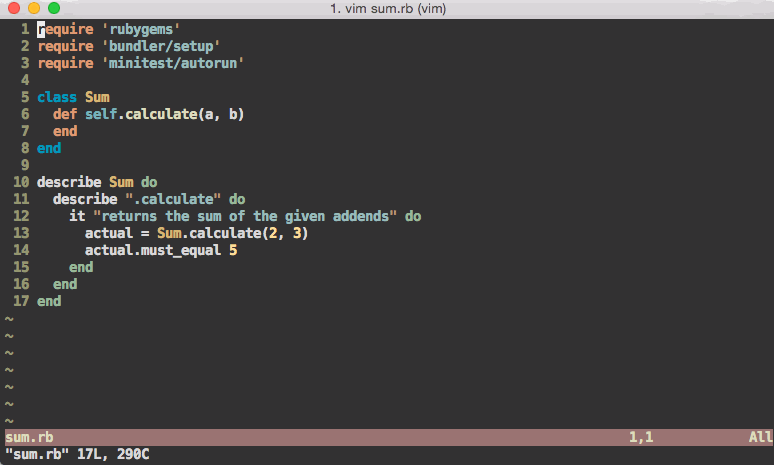 1. vim sum.rb (vim)
1 require 'rubygems'
2 require 'bundler/setup'
3 require 'minitest/autorun'
4
5 class Sum
6   def self.calculate(a, b)
7   end
8 end
9
10 describe Sum do
11   describe ".calculate" do
12     it "returns the sum of the given addends" do
13       actual = Sum.calculate(2, 3)
14       actual.must_equal 5
15     end
16   end
17 end
~
~
~
~
~
~
~
sum.rb 1,1 All
"sum.rb" 17L, 290C